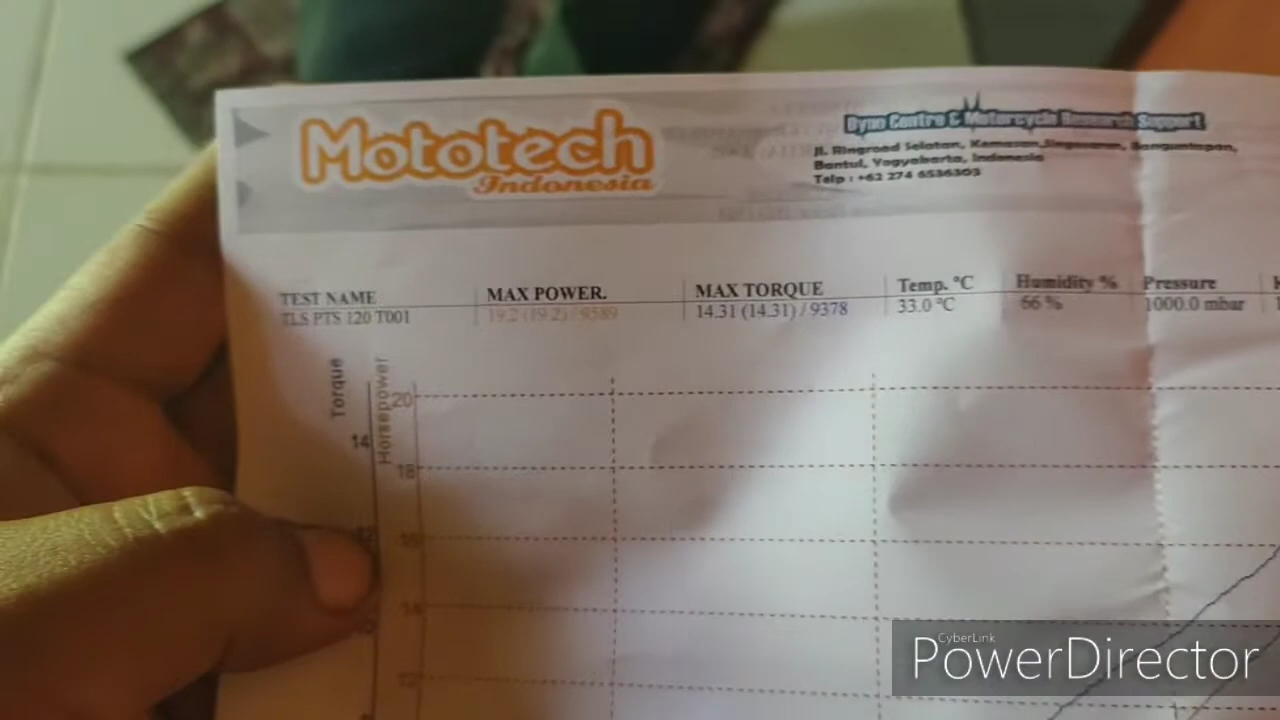 Mototech
Indonesia
Dyno Centre & Motorcycle Research Support
Jl. Ringroad Selatan, Kemasan,Singosaren, Banguntapan,
Bantul, Yogyakarta, Indonesia
Telp : +62 274 6536303
TEST NAME MAX POWER. MAX TORQUE Temp. °C Humidity % Pressure
TLS PTS 120 T001 19.2 (19.2) / 9589 14.31 (14.31) / 9378 33.0 °C 66 % 1000.0 mbar
Torque
Horsepower
20
14
18
16
14
12
CyberLink
PowerDirector